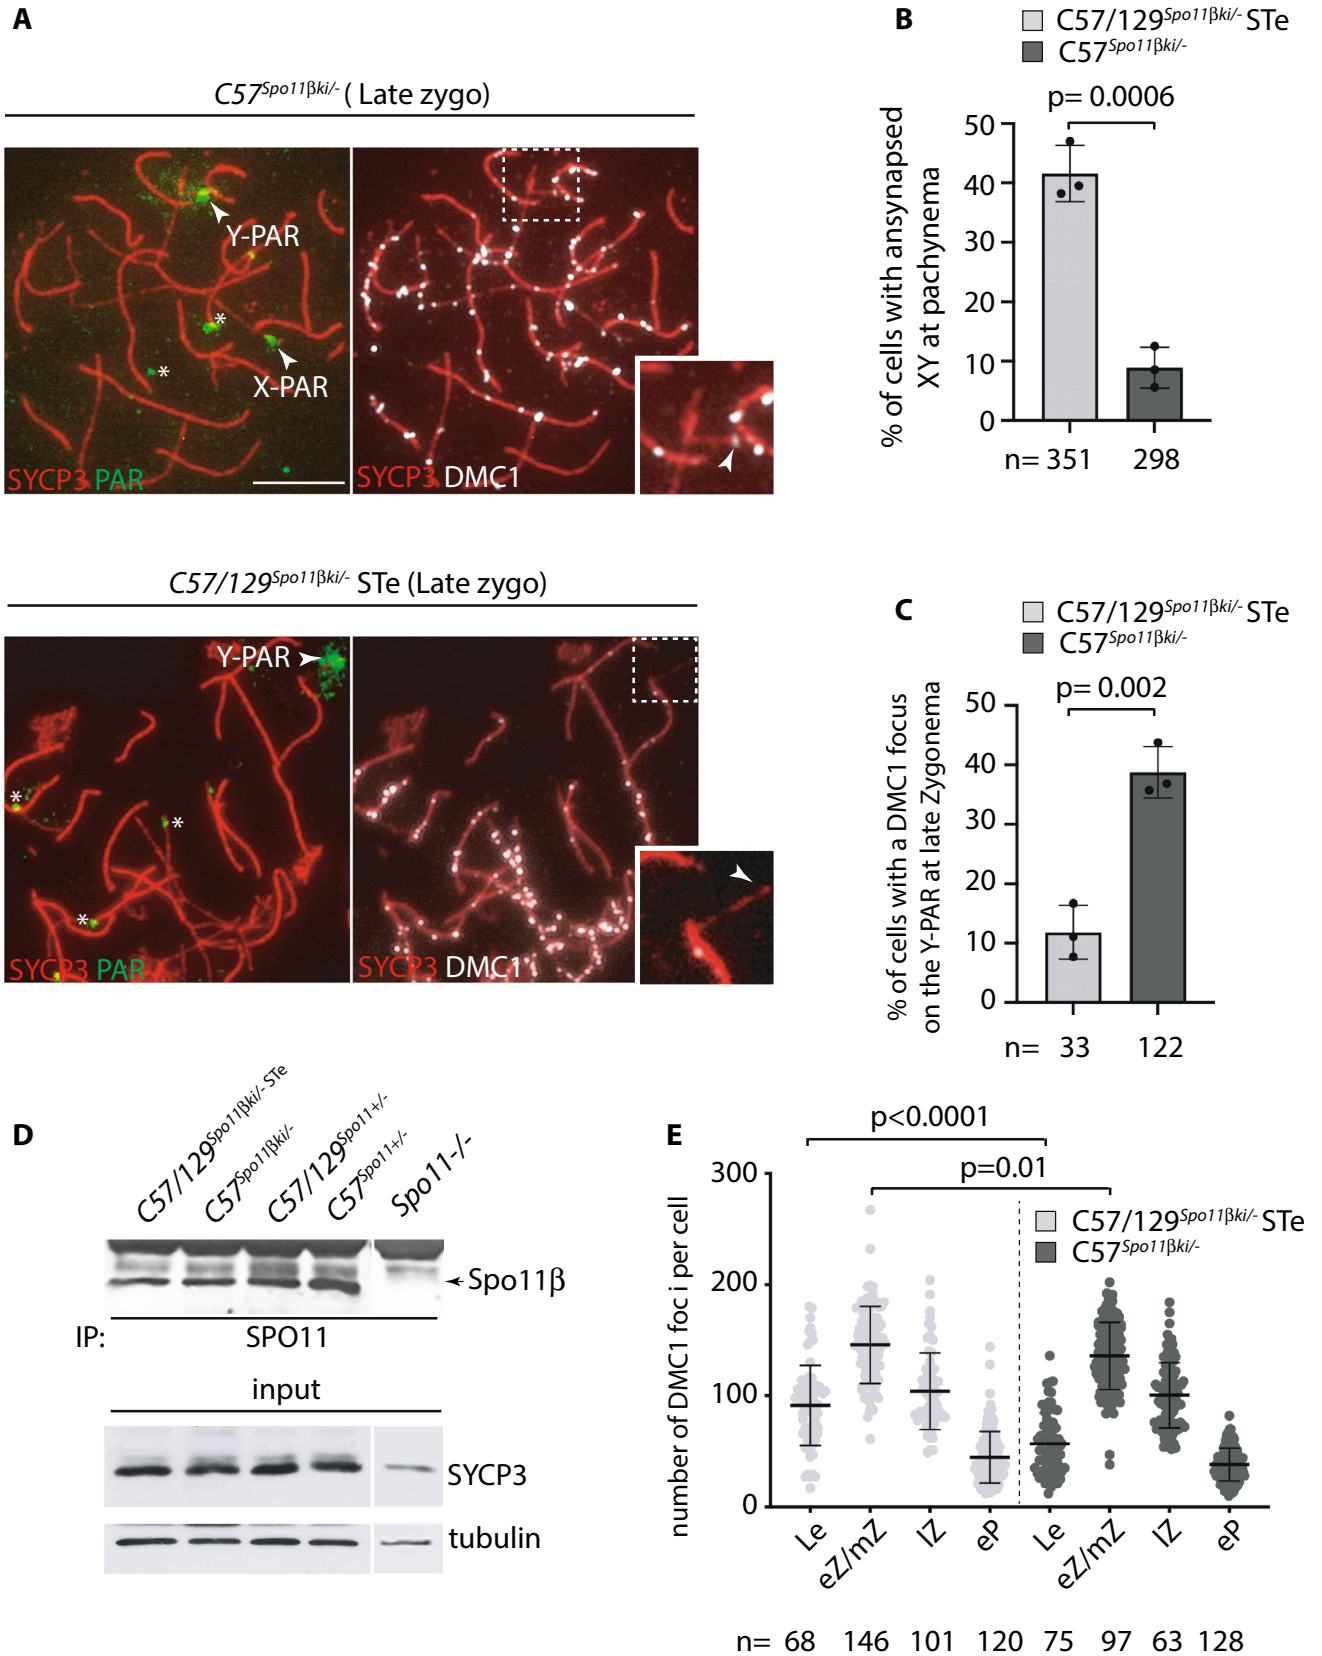 A
C57Spo11βki/- ( Late zygo)
Y-PAR
*
*
X-PAR
SYCP3 PAR
SYCP3 DMC1
C57/129Spo11βki/- STe (Late zygo)
Y-PAR
*
*
*
SYCP3 PAR
SYCP3 DMC1
B
C57/129Spo11βki/- STe
C57Spo11βki/-
p= 0.0006
% of cells with ansynapsed
XY at pachynema
50
40
30
20
10
0
n= 351 298
C
C57/129Spo11βki/- STe
C57Spo11βki/-
p= 0.002
% of cells with a DMC1 focus
on the Y-PAR at late Zygonema
50
40
30
20
10
0
n= 33 122
D
C57/129Spo11βki/- STe
C57Spo11βki/-
C57/129Spo11+/-
C57Spo11+/-
Spo11-/-
Spo11β
IP: SPO11
input
SYCP3
tubulin
E
p<0.0001
p=0.01
C57/129Spo11βki/- STe
C57Spo11βki/-
number of DMC1 foc i per cell
300
200
100
0
Le eZ/mZ lZ eP Le eZ/mZ lZ eP
n= 68 146 101 120 75 97 63 128